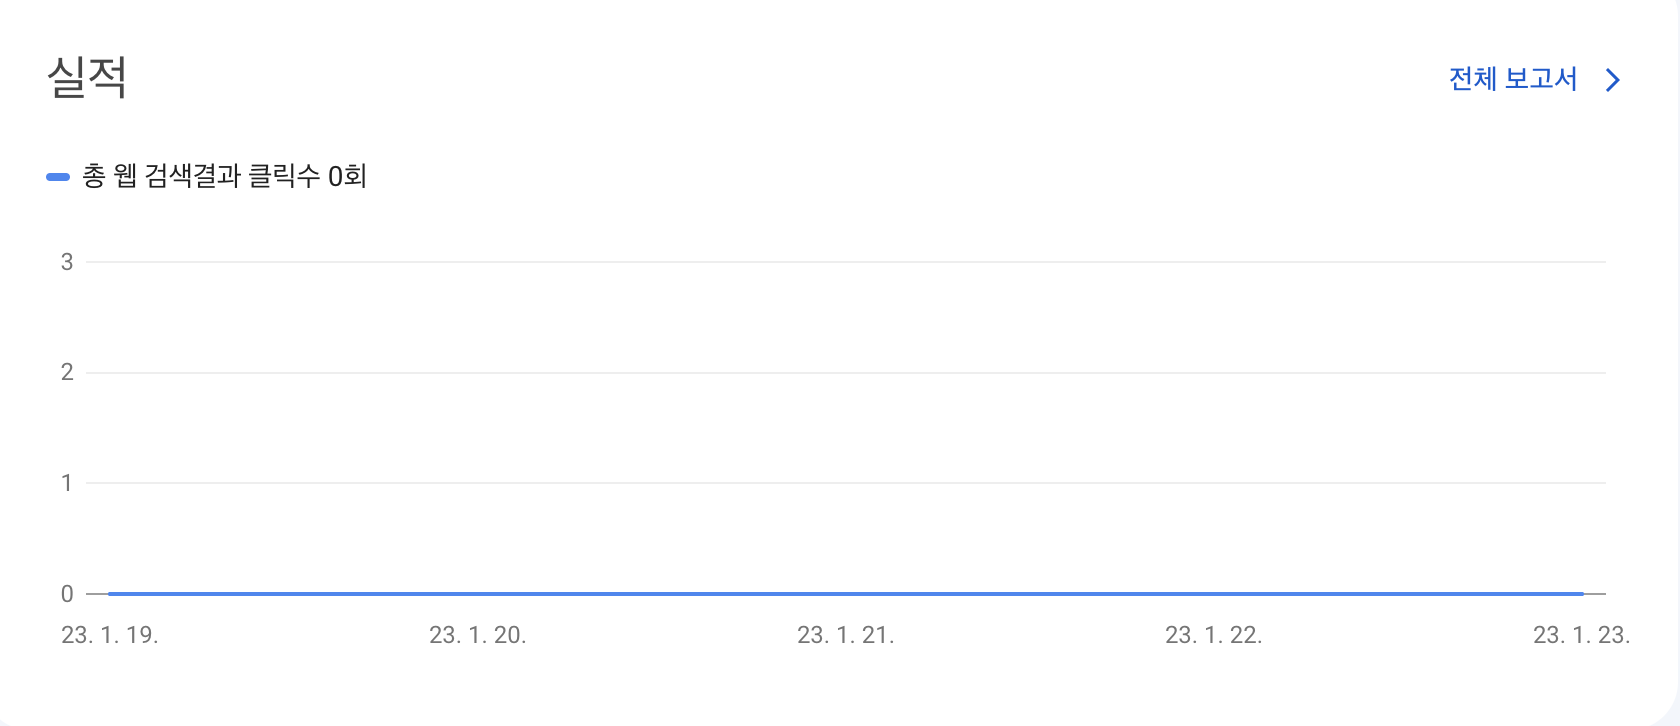 실적
전체 보고서
총 웹 검색결과 클릭수 0회
3
2
1
0
23. 1. 19.
23. 1. 20.
23. 1. 21.
23. 1. 22.
23. 1. 23.